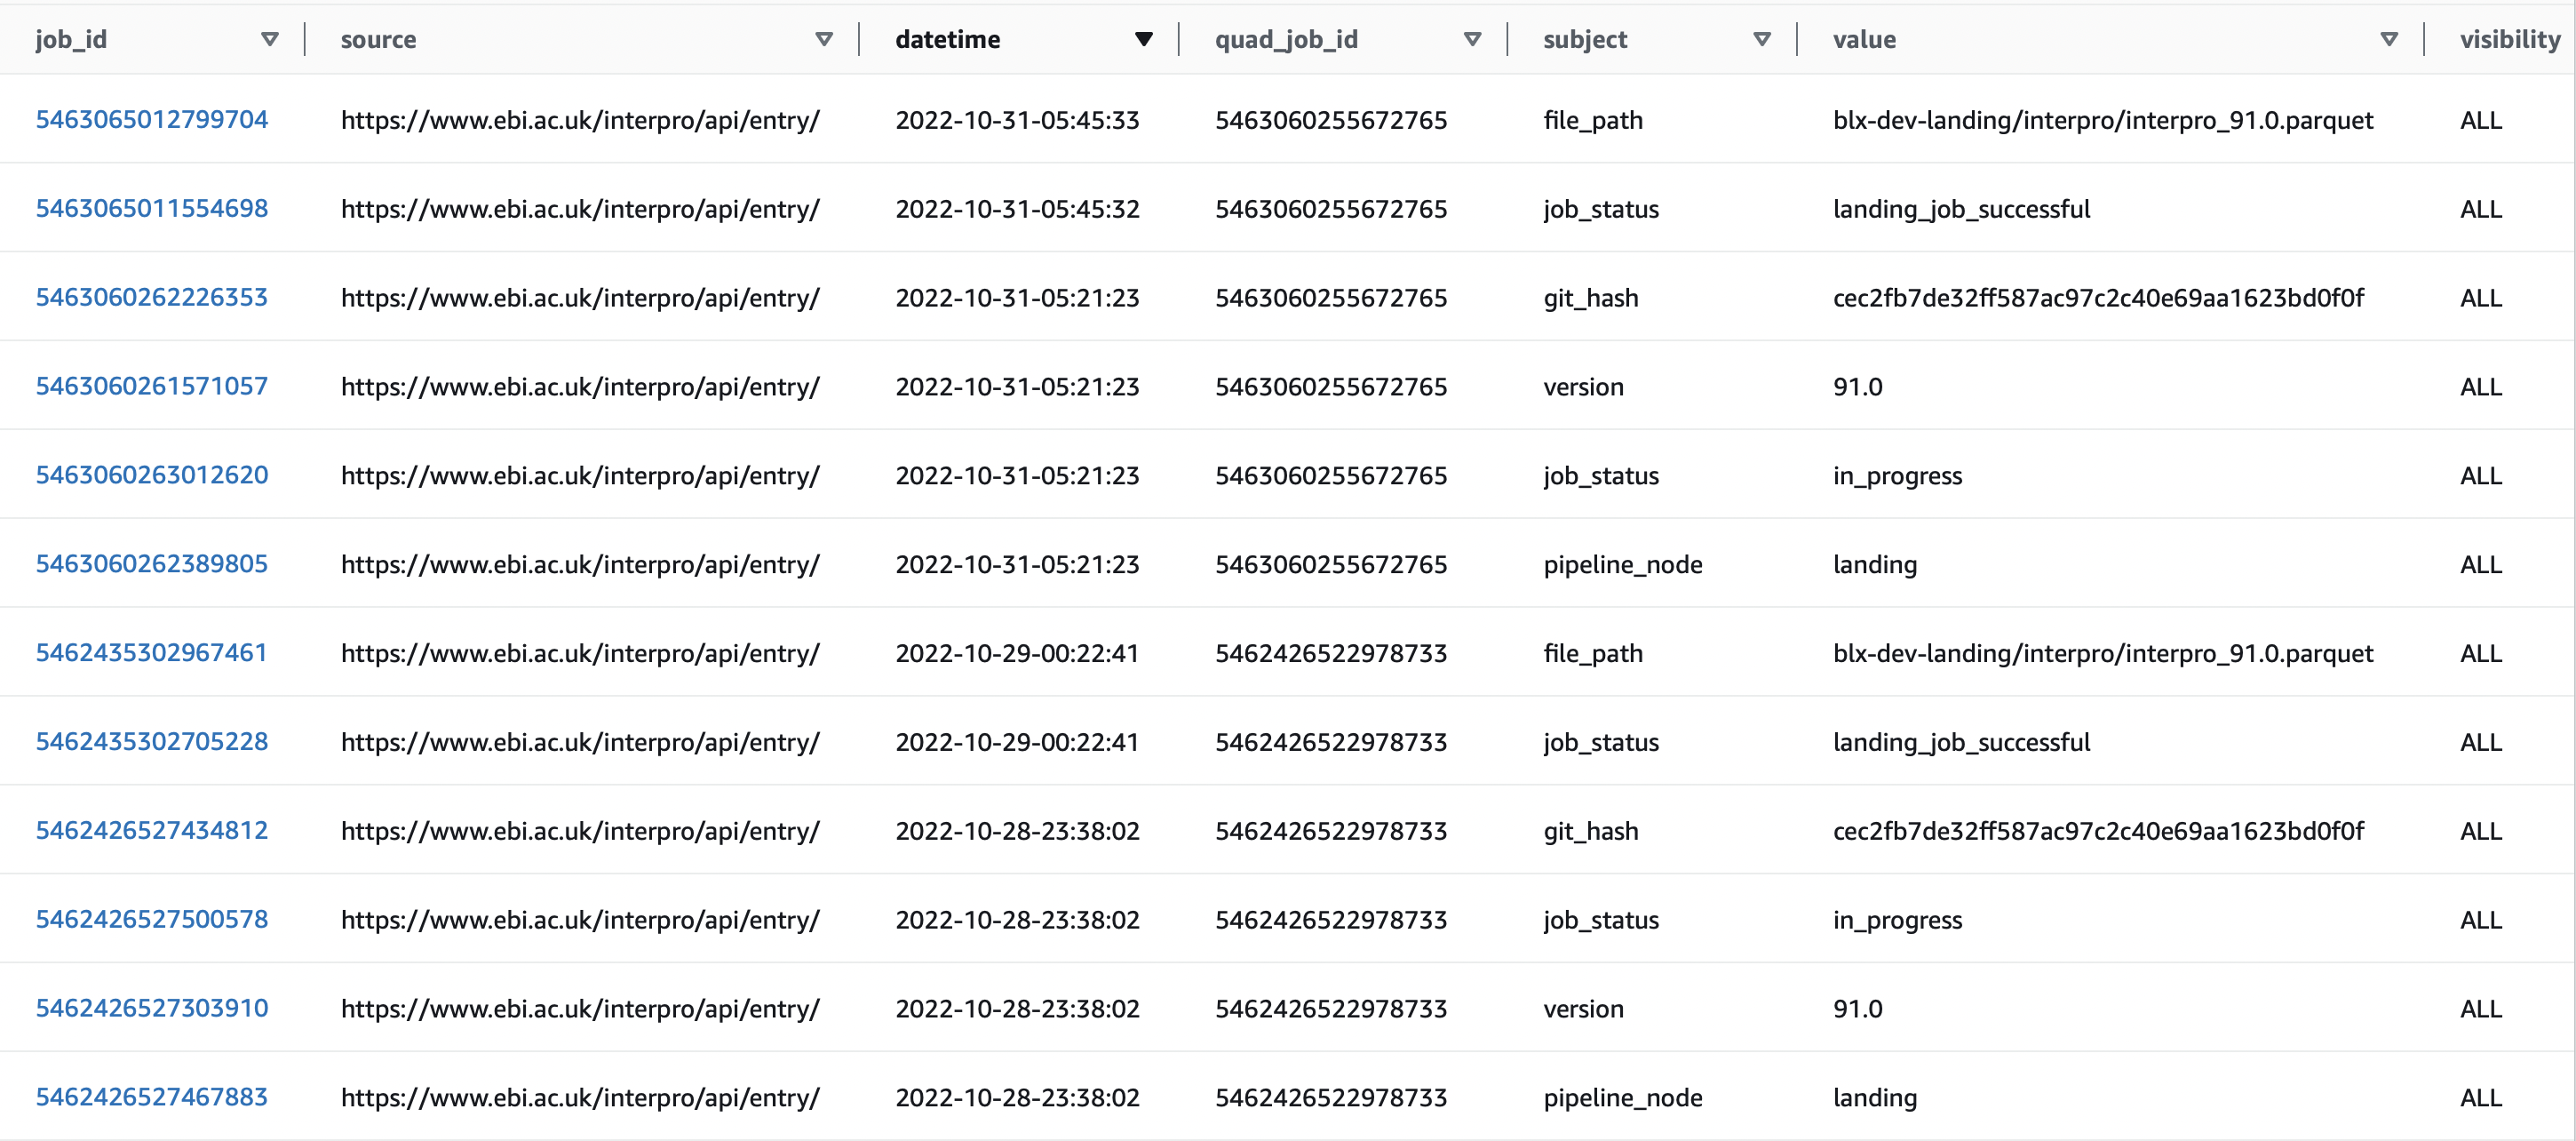 job_id source datetime quad_job_id subject value visibility
5463065012799704 https://www.ebi.ac.uk/interpro/api/entry/ 2022-10-31-05:45:33 5463060255672765 file_path blx-dev-landing/interpro/interpro_91.0.parquet ALL
5463065011554698 https://www.ebi.ac.uk/interpro/api/entry/ 2022-10-31-05:45:32 5463060255672765 job_status landing_job_successful ALL
5463060262226353 https://www.ebi.ac.uk/interpro/api/entry/ 2022-10-31-05:21:23 5463060255672765 git_hash cec2fb7de32ff587ac97c2c40e69aa1623bd0f0f ALL
5463060261571057 https://www.ebi.ac.uk/interpro/api/entry/ 2022-10-31-05:21:23 5463060255672765 version 91.0 ALL
5463060263012620 https://www.ebi.ac.uk/interpro/api/entry/ 2022-10-31-05:21:23 5463060255672765 job_status in_progress ALL
5463060262389805 https://www.ebi.ac.uk/interpro/api/entry/ 2022-10-31-05:21:23 5463060255672765 pipeline_node landing ALL
5462435302967461 https://www.ebi.ac.uk/interpro/api/entry/ 2022-10-29-00:22:41 5462426522978733 file_path blx-dev-landing/interpro/interpro_91.0.parquet ALL
5462435302705228 https://www.ebi.ac.uk/interpro/api/entry/ 2022-10-29-00:22:41 5462426522978733 job_status landing_job_successful ALL
5462426527434812 https://www.ebi.ac.uk/interpro/api/entry/ 2022-10-28-23:38:02 5462426522978733 git_hash cec2fb7de32ff587ac97c2c40e69aa1623bd0f0f ALL
5462426527500578 https://www.ebi.ac.uk/interpro/api/entry/ 2022-10-28-23:38:02 5462426522978733 job_status in_progress ALL
5462426527303910 https://www.ebi.ac.uk/interpro/api/entry/ 2022-10-28-23:38:02 5462426522978733 version 91.0 ALL
5462426527467883 https://www.ebi.ac.uk/interpro/api/entry/ 2022-10-28-23:38:02 5462426522978733 pipeline_node landing ALL